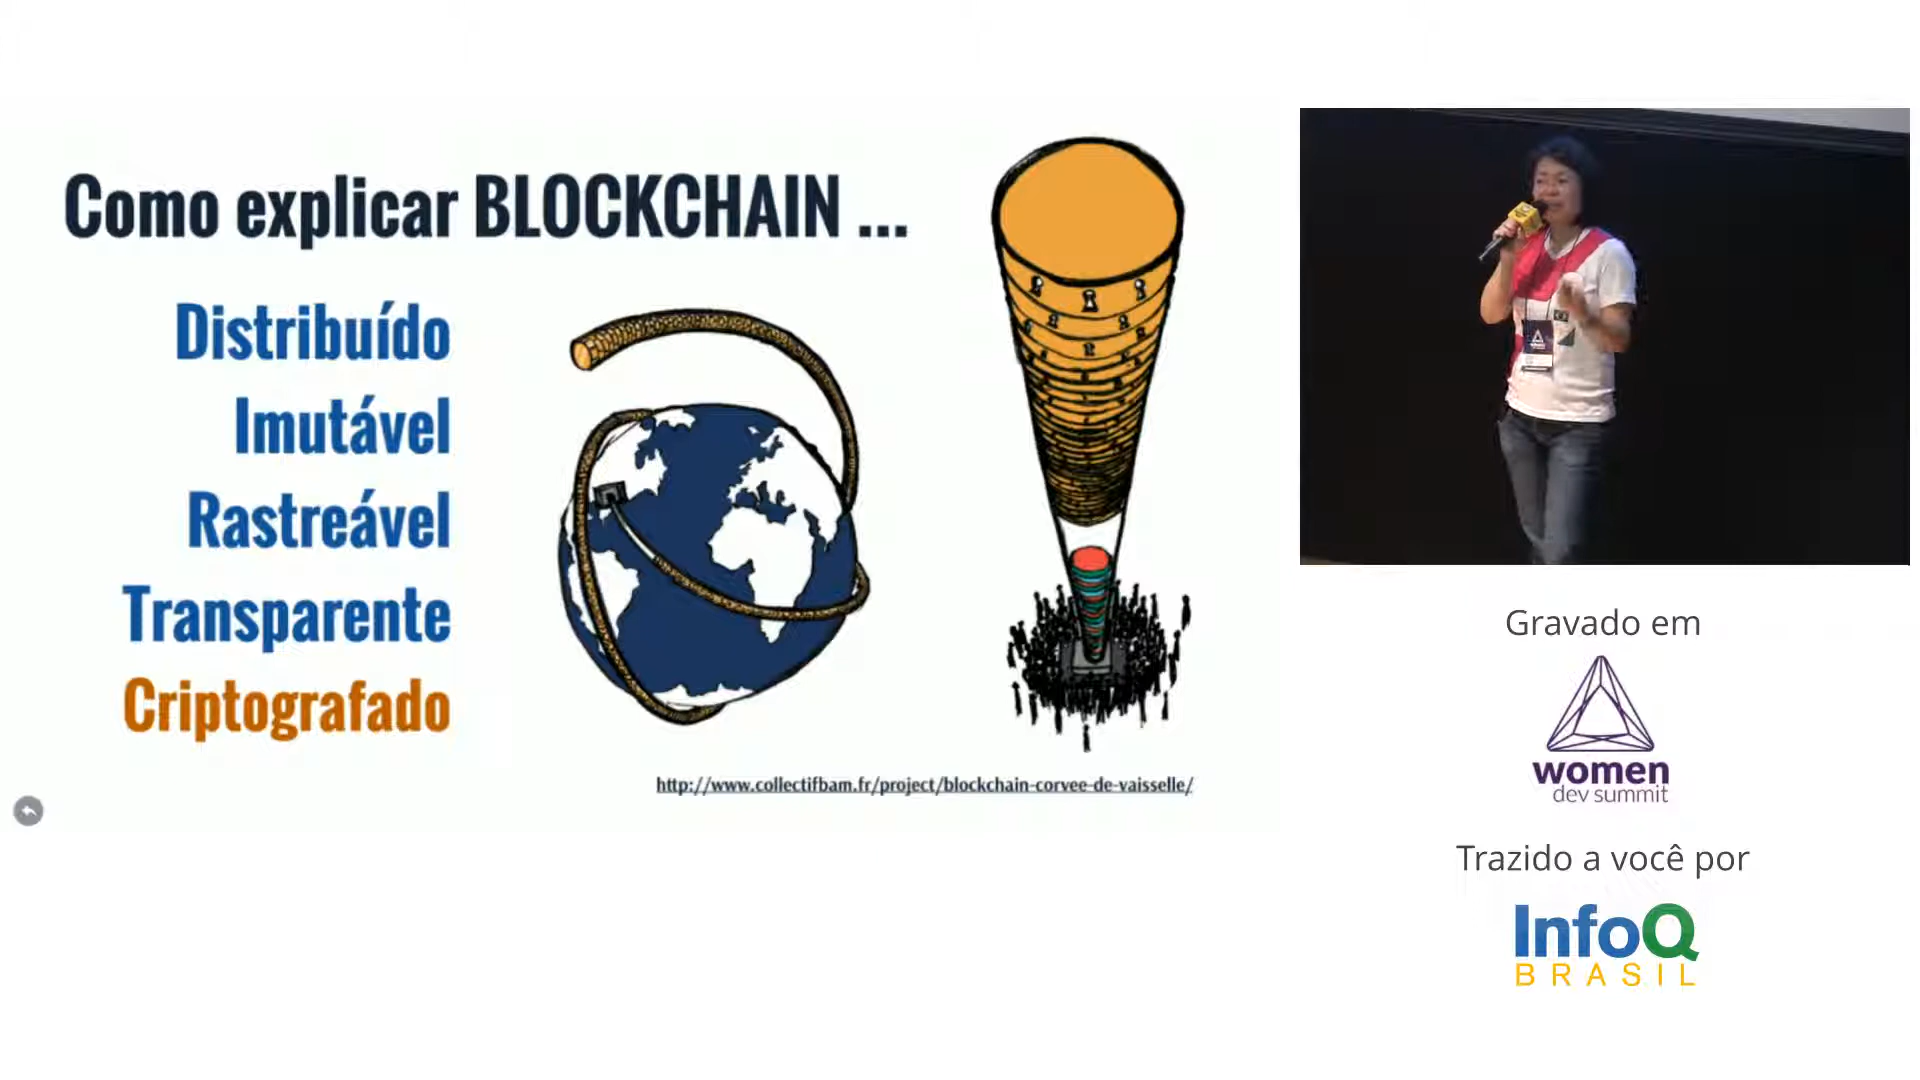 Como explicar BLOCKCHAIN ...
Distribuído
Imutável
Rastreável
Transparente
Criptografado
http://www.collectifbam.fr/project/blockchain-corvee-de-vaisselle/
Gravado em
women
dev summit
Trazido a você por
InfoQ
BRASIL